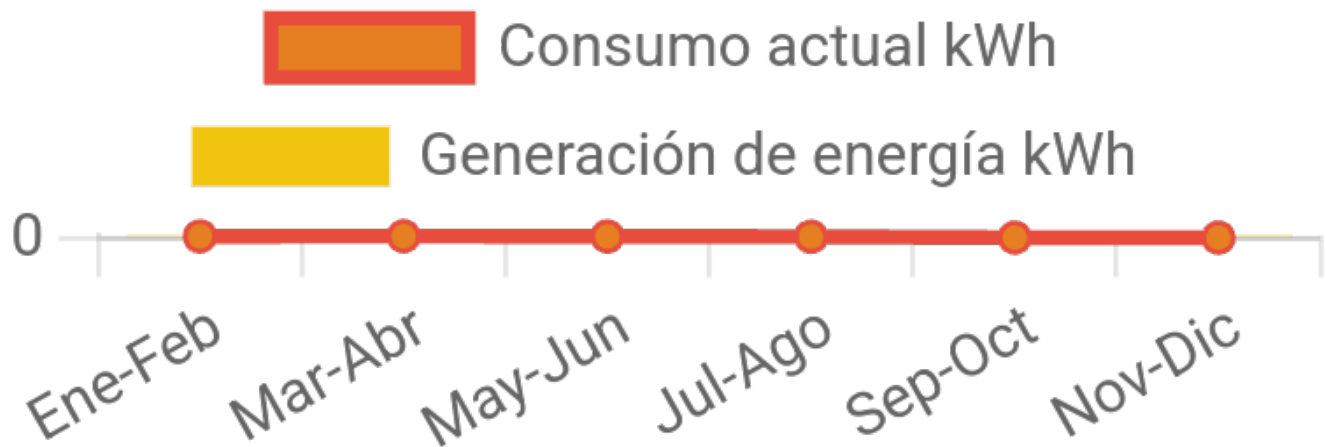 Consumo actual kWh
Generación de energía kWh
0
Ene-Feb
Mar-Abr
May-Jun
Jul-Ago
Sep-Oct
Nov-Dic